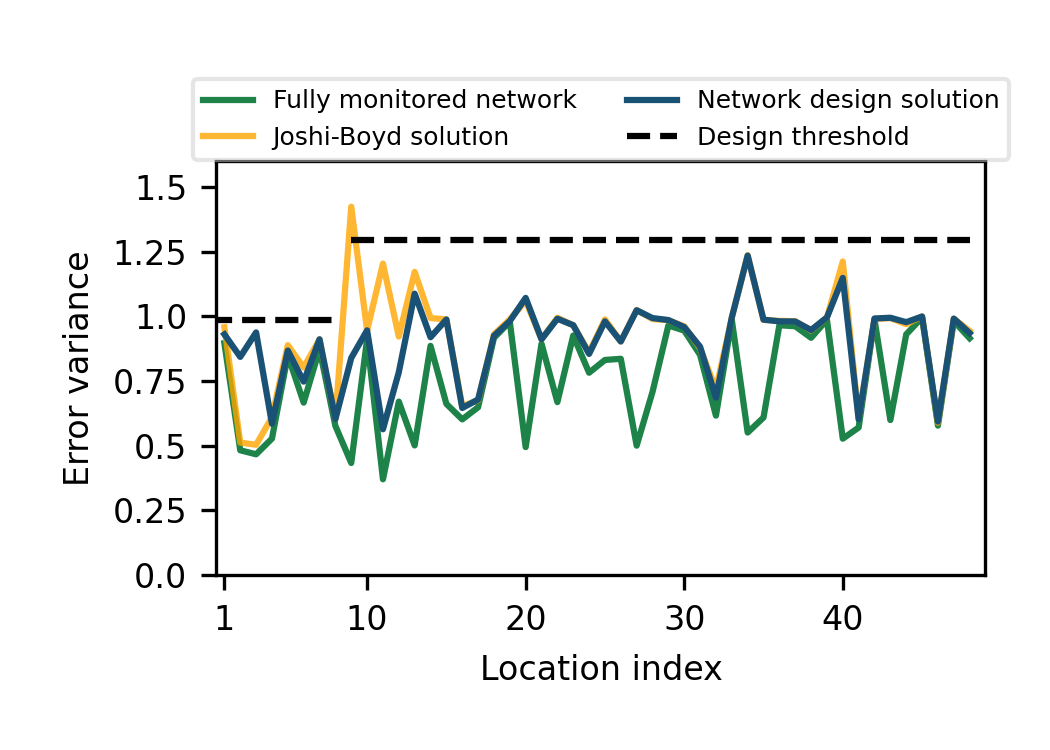 Fully monitored network
Network design solution
Joshi-Boyd solution
Design threshold
1.5
1.25
1.0
0.75
0.5
0.25
0.0
Error variance
1 10 20 30 40
Location index